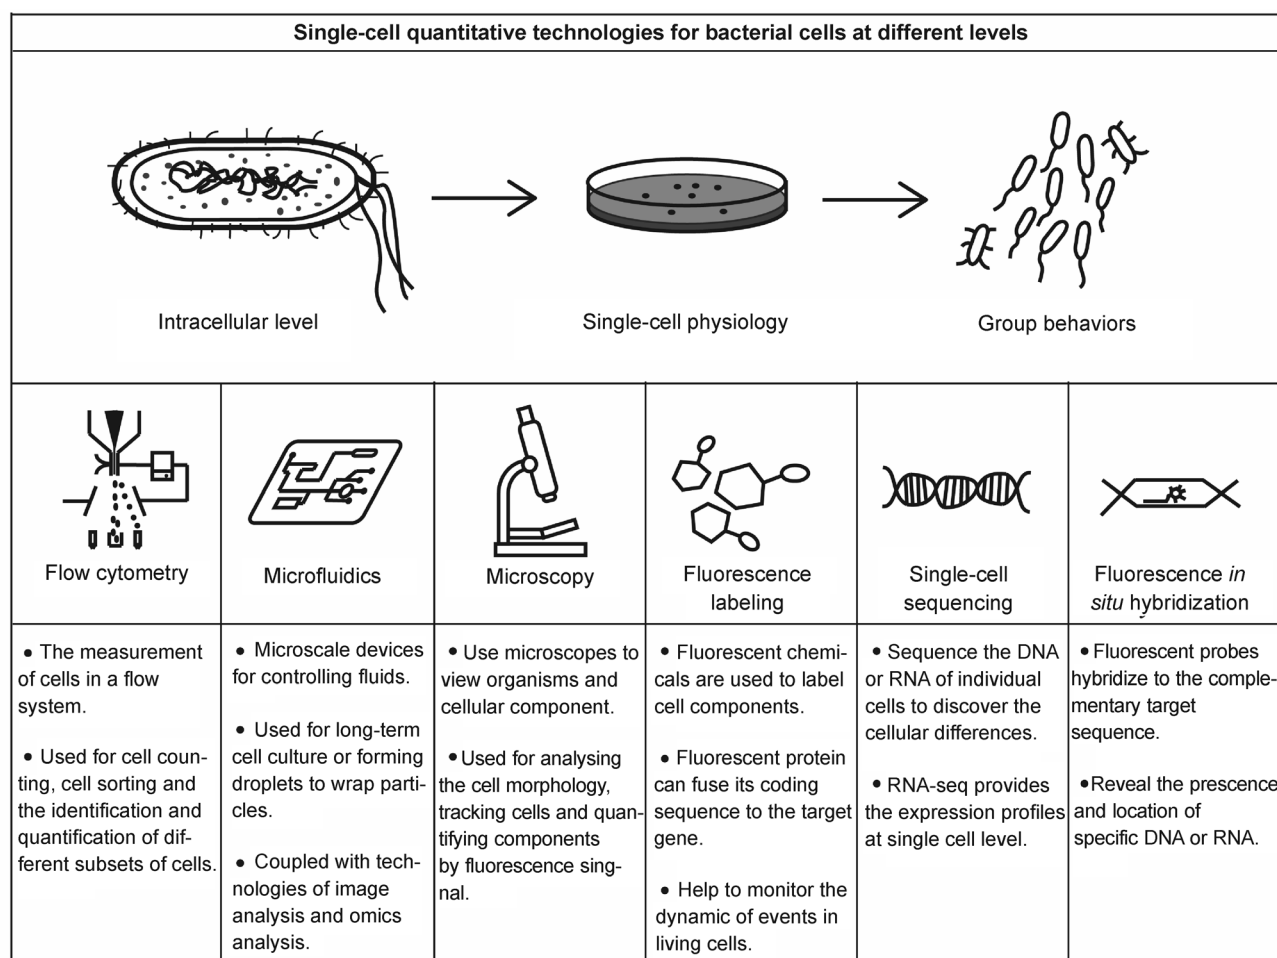 Single-cell quantitative technologies for bacterial cells at different levels
Intracellular level
Single-cell physiology
Group behaviors
Flow cytometry
Microfluidics
Microscopy
Fluorescence
labeling
Single-cell
sequencing
Fluorescence in
situ hybridization
• The measurement
of cells in a flow
system.
• Used for cell coun-
ting, cell sorting and
the identification and
quantification of dif-
ferent subsets of cells.
• Microscale devices
for controlling fluids.
• Used for long-term
cell culture or forming
droplets to wrap parti-
cles.
• Coupled with tech-
nologies of image
analysis and omics
analysis.
• Use microscopes to
view organisms and
cellular component.
• Used for analysing
the cell morphology,
tracking cells and quan-
tifying components
by fluorescence sing-
nal.
• Fluorescent chemi-
cals are used to label
cell components.
• Fluorescent protein
can fuse its coding
sequence to the target
gene.
• Help to monitor the
dynamic of events in
living cells.
• Sequence the DNA
or RNA of individual
cells to discover the
cellular differences.
• RNA-seq provides
the expression profiles
at single cell level.
• Fluorescent probes
hybridize to the comple-
mentary target
sequence.
• Reveal the prescence
and location of
specific DNA or RNA.